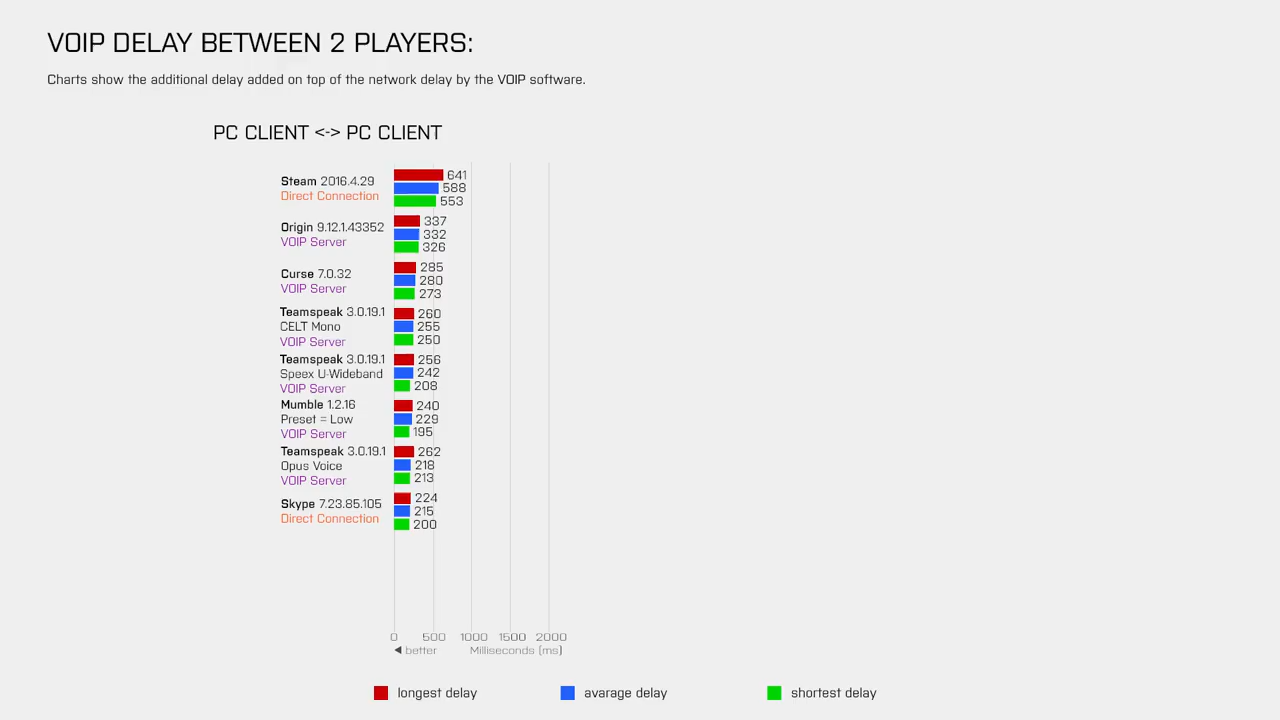 VOIP DELAY BETWEEN 2 PLAYERS:
Charts show the additional delay added on top of the network delay by the VOIP software.
PC CLIENT <-> PC CLIENT
Steam 2016.4.29
Direct Connection
641
588
553
Origin 9.12.1.43352
VOIP Server
337
332
326
Curse 7.0.32
VOIP Server
285
280
273
Teamspeak 3.0.19.1
CELT Mono
VOIP Server
260
255
250
Teamspeak 3.0.19.1
Speex U-Wideband
VOIP Server
256
242
208
Mumble 1.2.16
Preset = Low
VOIP Server
240
229
195
Teamspeak 3.0.19.1
Opus Voice
VOIP Server
262
218
213
Skype 7.23.85.105
Direct Connection
224
215
200
0 500 1000 1500 2000
better Milliseconds (ms)
longest delay avarage delay shortest delay